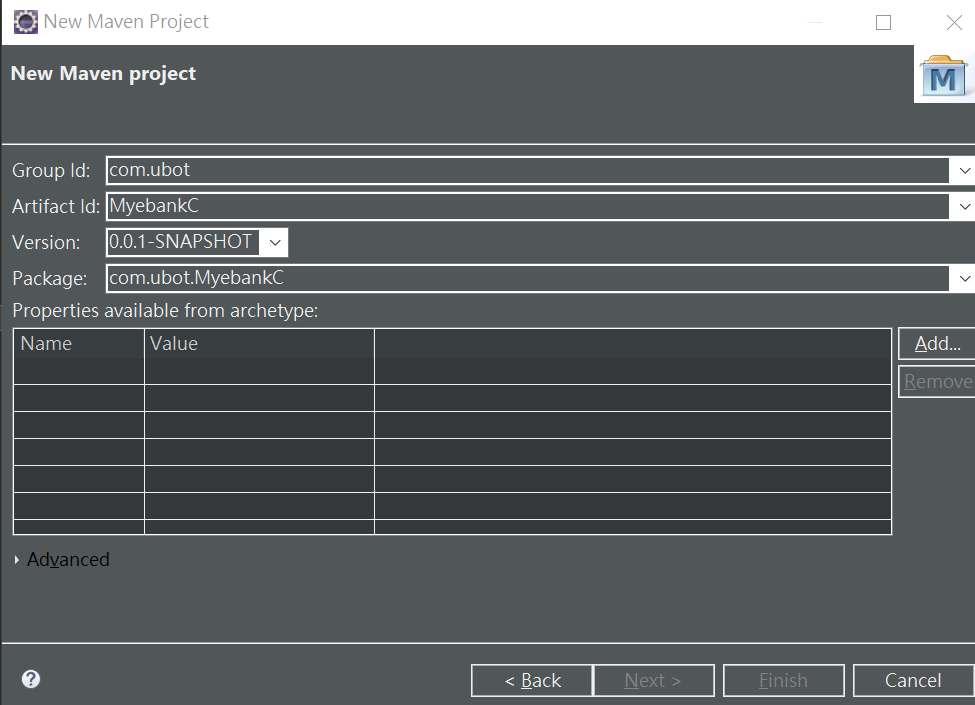 New Maven Project
New Maven project
M
Group Id: com.ubot
Artifact Id: MyebankC
Version: 0.0.1-SNAPSHOT
Package: com.ubot.MyebankC
Properties available from archetype:
Name Value
Add...
Remove
Advanced
? < Back Next > Finish Cancel